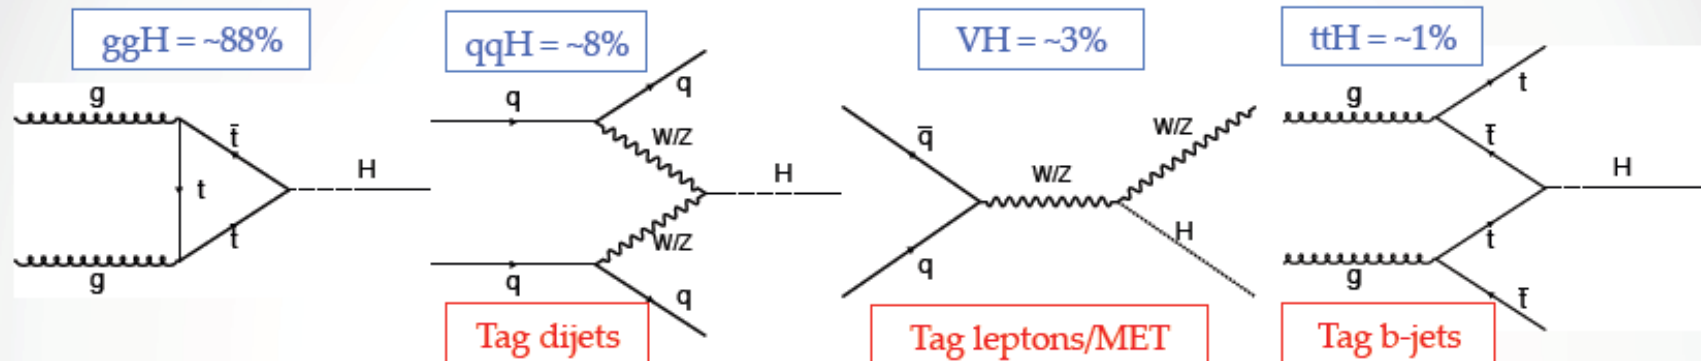 ggH = ~88%
g
t̄
t
t̄
g
H
qqH = ~8%
q
q
W/Z
H
W/Z
q
q
Tag dijets
VH = ~3%
q̄
W/Z
W/Z
H
q
Tag leptons/MET
ttH = ~1%
g
t
t̄
H
t
g
t̄
Tag b-jets